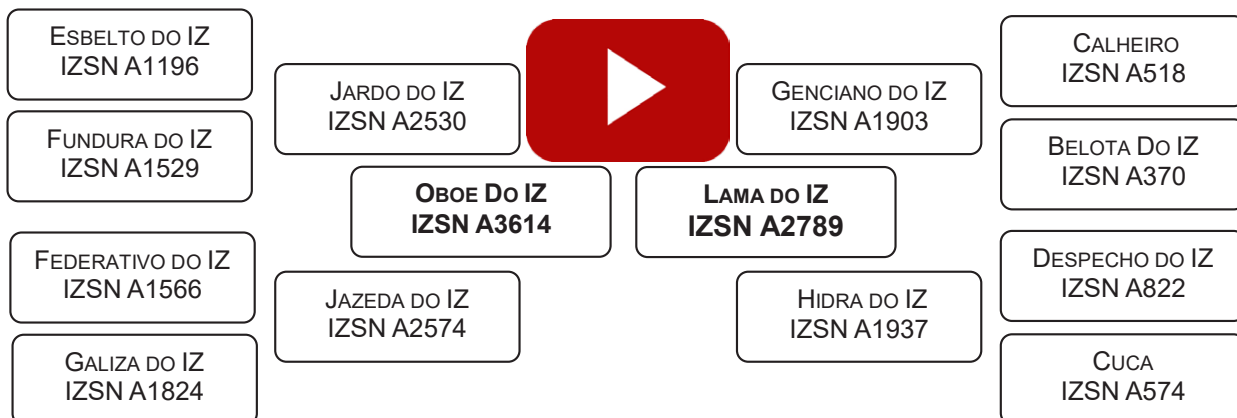 Esbelto do IZ
IZSN A1196
Fundura do IZ
IZSN A1529
Federativo do IZ
IZSN A1566
Galiza do IZ
IZSN A1824
Jardo do IZ
IZSN A2530
Jazeda do IZ
IZSN A2574
Oboe Do IZ
IZSN A3614
Lama do IZ
IZSN A2789
Genciano do IZ
IZSN A1903
Hidra do IZ
IZSN A1937
Calheiro
IZSN A518
Belota Do IZ
IZSN A370
Despecho do IZ
IZSN A822
Cuca
IZSN A574